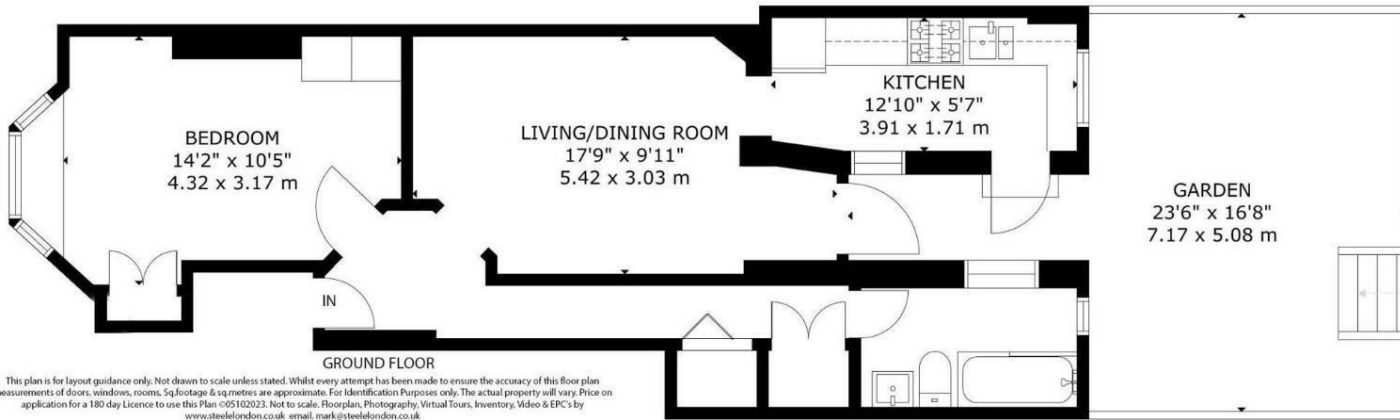 BEDROOM
14'2" x 10'5"
4.32 x 3.17 m
LIVING/DINING ROOM
17'9" x 9'11"
5.42 x 3.03 m
KITCHEN
12'10" x 5'7"
3.91 x 1.71 m
GARDEN
23'6" x 16'8"
7.17 x 5.08 m
IN
GROUND FLOOR
This plan is for layout guidance only. Not drawn to scale unless stated. Whilst every attempt has been made to ensure the accuracy of this floor plan
measurements of doors, windows, rooms, Sq.footage & sq.metres are approximate. For Identification Purposes only. The actual property will vary. Price on
application for a 180 day Licence to use this Plan ©05102023. Not to scale. Floorplan, Photography, Virtual Tours, Inventory, Video & EPC's by
www.steelelondon.co.uk email. mark@steelelondon.co.uk